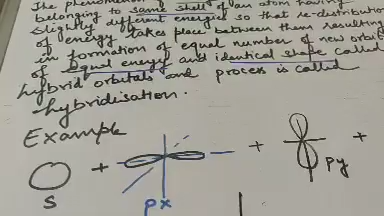 The phenomenon
belonging to same shell of an atom having
slightly different energies so that re-distribution
of energy takes place between them resulting
in formation of equal number of new orbitals
of equal energy and identical shape called
hybrid orbitals and process is called
hybridisation.
Example
+ + +
s px py